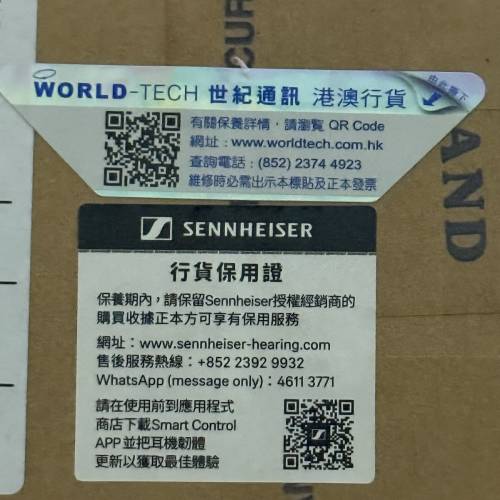 CUR
WORLD-TECH 世紀通訊 港澳行貨
由此撕下
有關保養詳情，請瀏覽 QR Code
網址：www.worldtech.com.hk
查詢電話：(852) 2374 4923
維修時必需出示本標貼及正本發票
AND
SENNHEISER
行貨保用證
保養期內，請保留Sennheiser授權經銷商的
購買收據正本方可享有保用服務
網址：www.sennheiser-hearing.com
售後服務熱線：+852 2392 9932
WhatsApp (message only)：4611 3771
請在使用前到應用程式
商店下載Smart Control
APP並把耳機韌體
更新以獲取最佳體驗